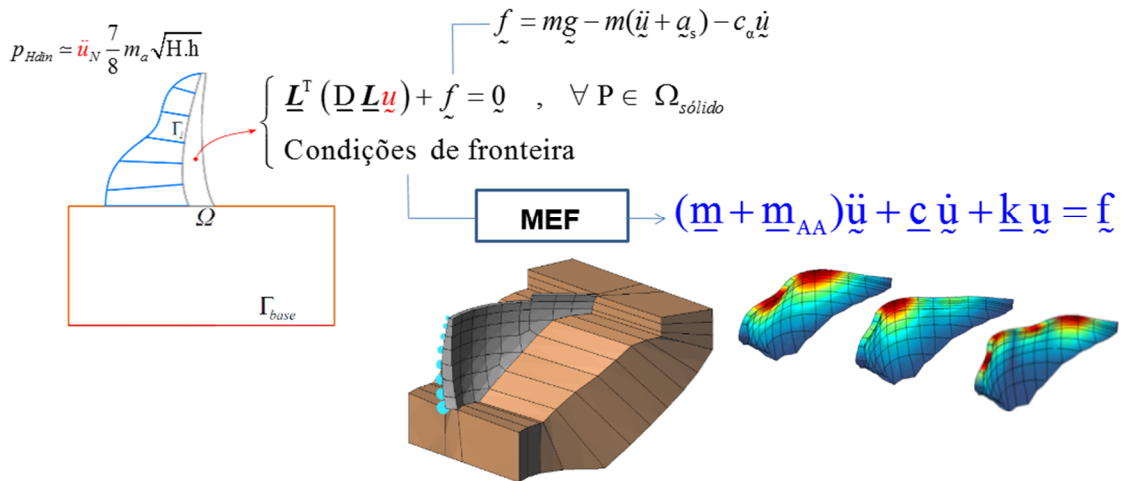 f = mg − m(ü + a_s) − c_α u̇
p_Hdin ≃ ü_N 7/8 m_a √H.h
L^T (D L u) + f = 0 , ∀ P ∈ Ω_sólido
Γ_i
Condições de fronteira
MEF
(m + m_AA) ü + c u̇ + k u = f
Ω
Γ_base